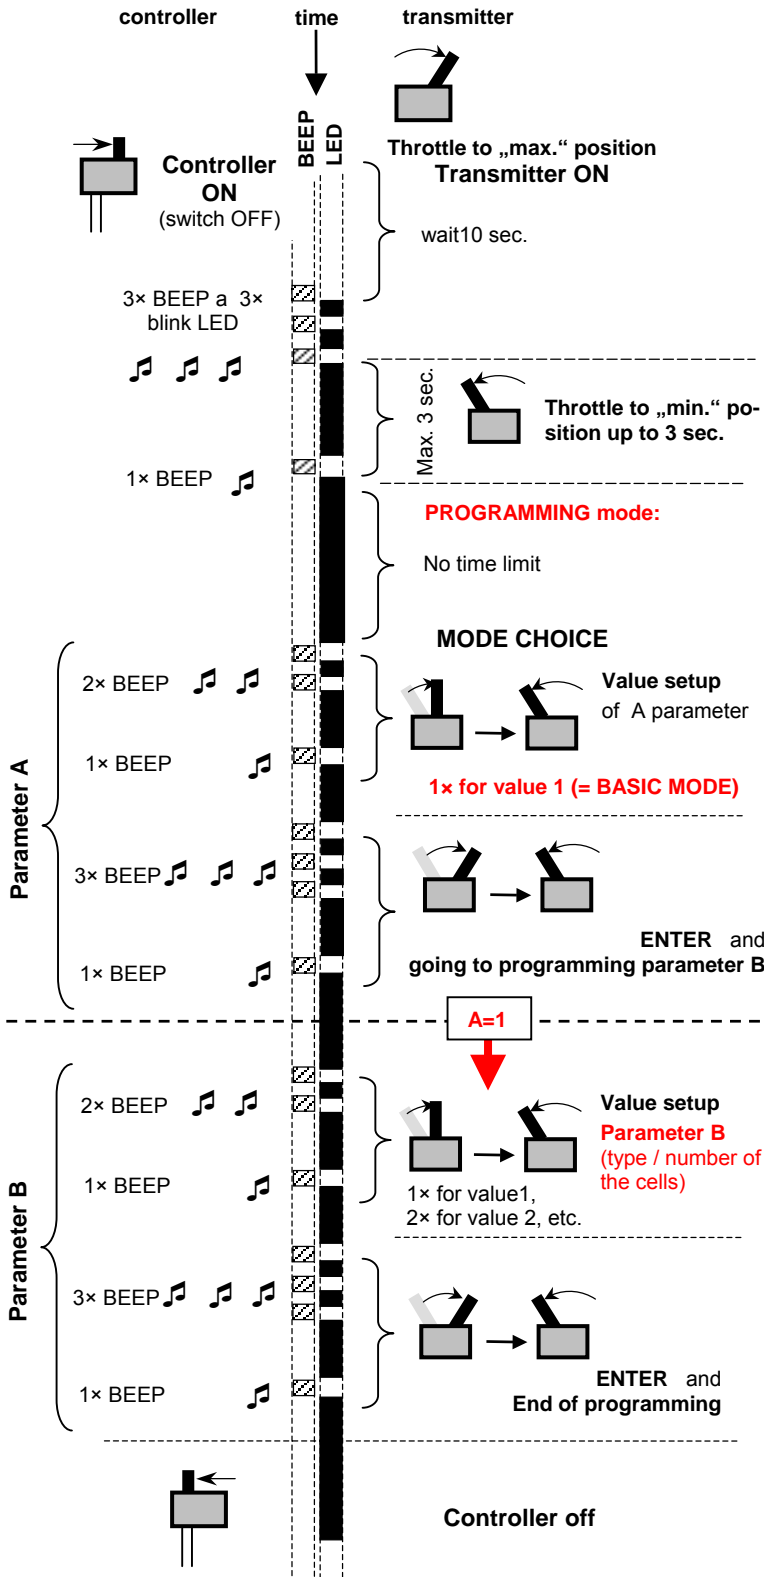 controller time transmitter
BEEP
LED
Throttle to „max.“ position
Transmitter ON
Controller
ON
(switch OFF)
wait10 sec.
3× BEEP a 3×
blink LED
Max. 3 sec.
Throttle to „min.“ po-
sition up to 3 sec.
1× BEEP
PROGRAMMING mode:
No time limit
MODE CHOICE
Parameter A
2× BEEP
Value setup
of A parameter
1× BEEP
1× for value 1 (= BASIC MODE)
3× BEEP
ENTER and
going to programming parameter B
1× BEEP
A=1
Parameter B
2× BEEP
Value setup
Parameter B
(type / number of
the cells)
1× BEEP
1× for value1,
2× for value 2, etc.
3× BEEP
ENTER and
End of programming
1× BEEP
Controller off